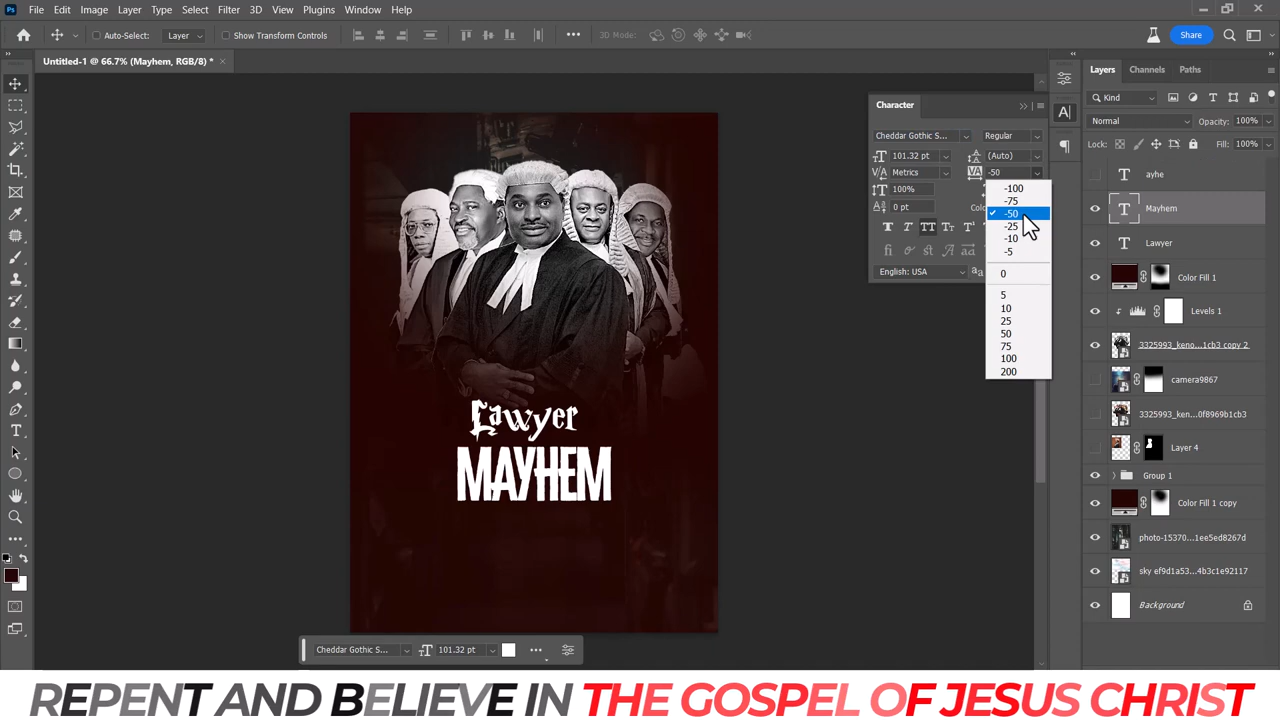 Ps File Edit Image Layer Type Select Filter 3D View Plugins Window Help
Auto-Select: Layer Show Transform Controls 3D Mode: Share
Untitled-1 @ 66.7% (Mayhem, RGB/8) *
Layers Channels Paths
Kind
Normal Opacity: 100%
Lock: Fill: 100%
ayhe
Mayhem
Lawyer
Color Fill 1
Levels 1
3325993_keno...1cb3 copy 2
camera9867
3325993_ken...0f8969b1cb3
Layer 4
Group 1
Color Fill 1 copy
photo-15370...1ee5ed8267d
sky ef9d1a53...4b3c1e92117
Background
Character
Cheddar Gothic S... Regular
101.32 pt (Auto)
Metrics -50
100%
0 pt
English: USA
-100
-75
-50
-25
-10
-5
0
5
10
25
50
75
100
200
Lawyer
MAYHEM
Cheddar Gothic S... 101.32 pt
REPENT AND BELIEVE IN THE GOSPEL OF JESUS CHRIST